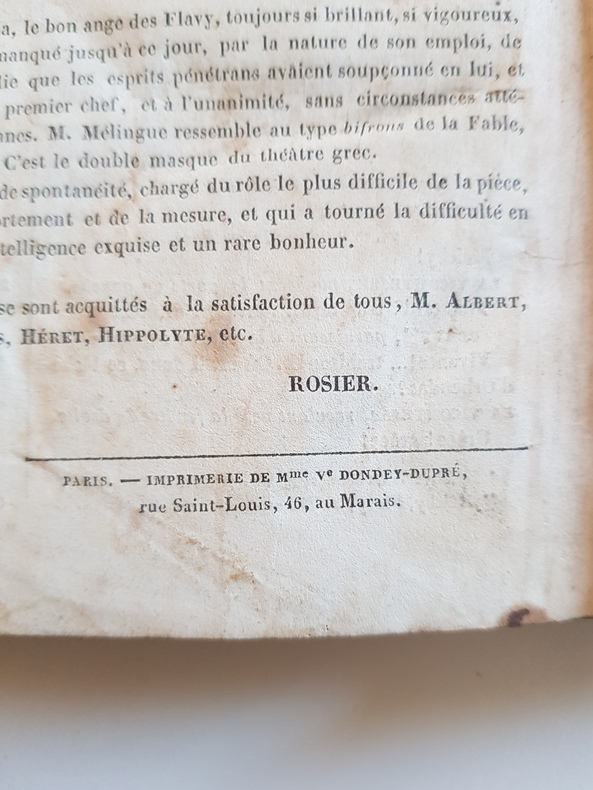 a, le bon ange des Flavy, toujours si brillant, si vigoureux,
manqué jusqu'à ce jour, par la nature de son emploi, de
lie que les esprits pénétrans avaient soupçonné en lui, et
premier chef, et à l'unanimité, sans circonstances atté-
nces. M. Mélingue ressemble au type bifrons de la Fable,
C'est le double masque du théâtre grec.
de spontanéité, chargé du rôle le plus difficile de la pièce,
rtement et de la mesure, et qui a tourné la difficulté en
telligence exquise et un rare bonheur.
se sont acquittés à la satisfaction de tous, M. ALBERT,
s, HÉRET, HIPPOLYTE, etc.
ROSIER.
PARIS. — IMPRIMERIE DE Mme Ve DONDEY-DUPRÉ,
rue Saint-Louis, 46, au Marais.